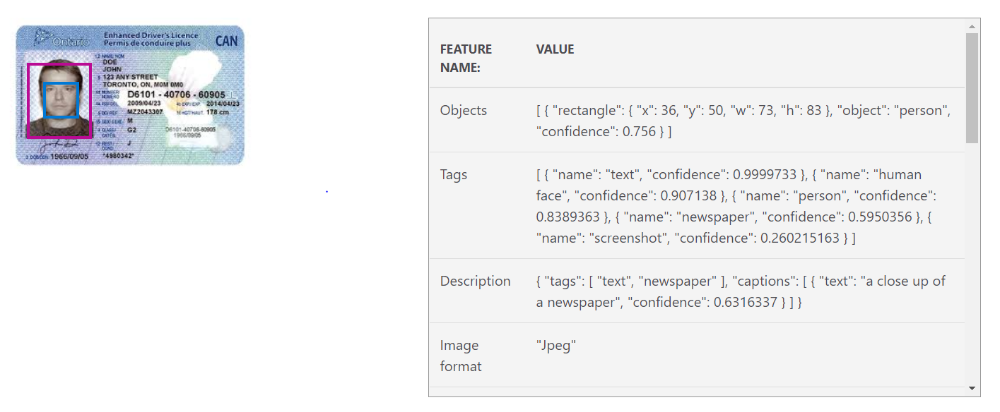 Ontario
Enhanced Driver's Licence
Permis de conduire plus
CAN
DOE
JOHN
123 ANY STREET
TORONTO, ON, M0M 0M0
D6101 - 40706 - 60905
2009/04/23 2014/04/23
MZ2043307 178 cm
M
G2 D6101-40706-60905
1966/09/05
J
1966/09/05 *4980342*
FEATURE NAME: VALUE
Objects [ { "rectangle": { "x": 36, "y": 50, "w": 73, "h": 83 }, "object": "person",
"confidence": 0.756 } ]
Tags [ { "name": "text", "confidence": 0.9999733 }, { "name": "human
face", "confidence": 0.907138 }, { "name": "person", "confidence":
0.8389363 }, { "name": "newspaper", "confidence": 0.5950356 }, {
"name": "screenshot", "confidence": 0.260215163 } ]
Description { "tags": [ "text", "newspaper" ], "captions": [ { "text": "a close up of
a newspaper", "confidence": 0.6316337 } ] }
Image format "Jpeg"